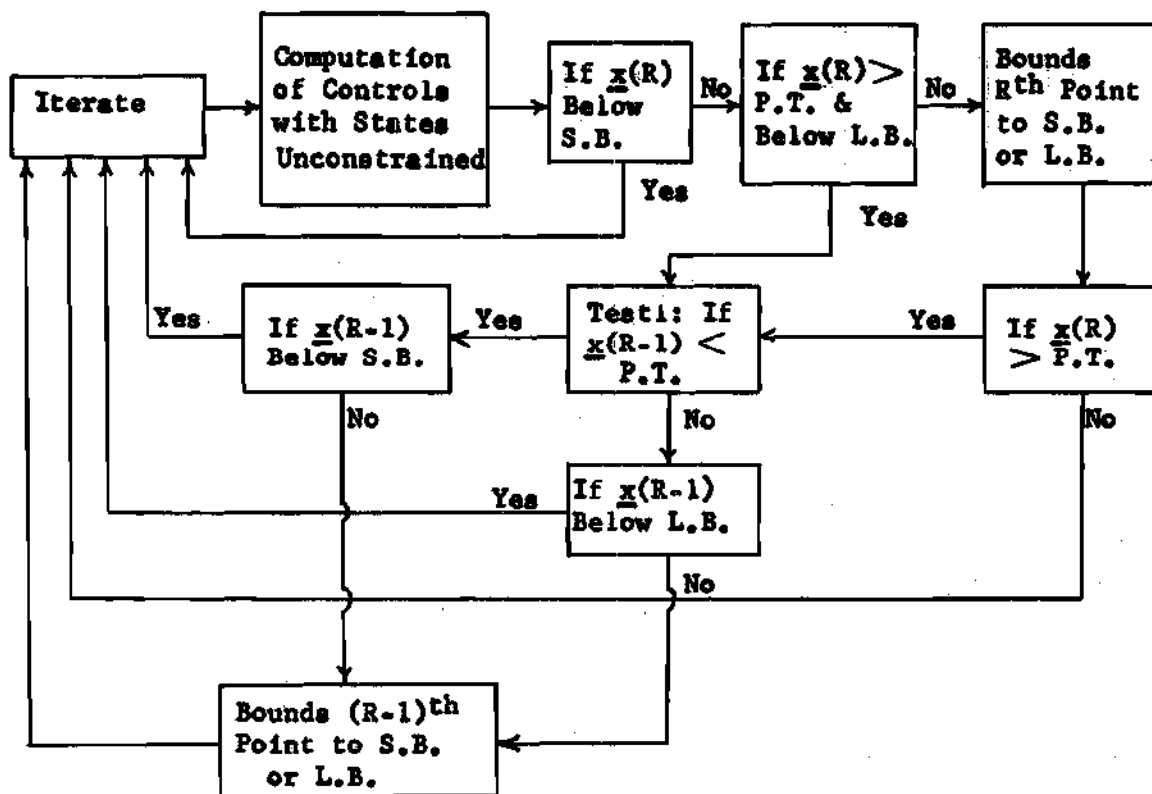 Iterate
Computation
of Controls
with States
Unconstrained
If x(R)
Below
S.B.
No
Yes
If x(R) >
P.T. &
Below L.B.
No
Yes
Bounds
Rth Point
to S.B.
or L.B.
If x(R)
> P.T.
Yes
No
Test1: If
x(R-1) <
P.T.
Yes
No
If x(R-1)
Below S.B.
Yes
No
If x(R-1)
Below L.B.
Yes
No
Bounds (R-1)th
Point to S.B.
or L.B.